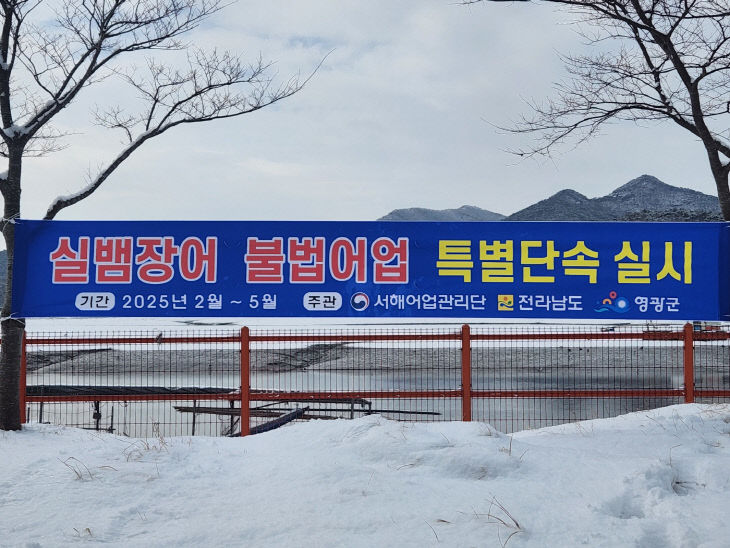 실뱀장어 불법어업 특별단속 실시
기간 2025년 2월 ~ 5월 주관 서해어업관리단 전라남도 영광군